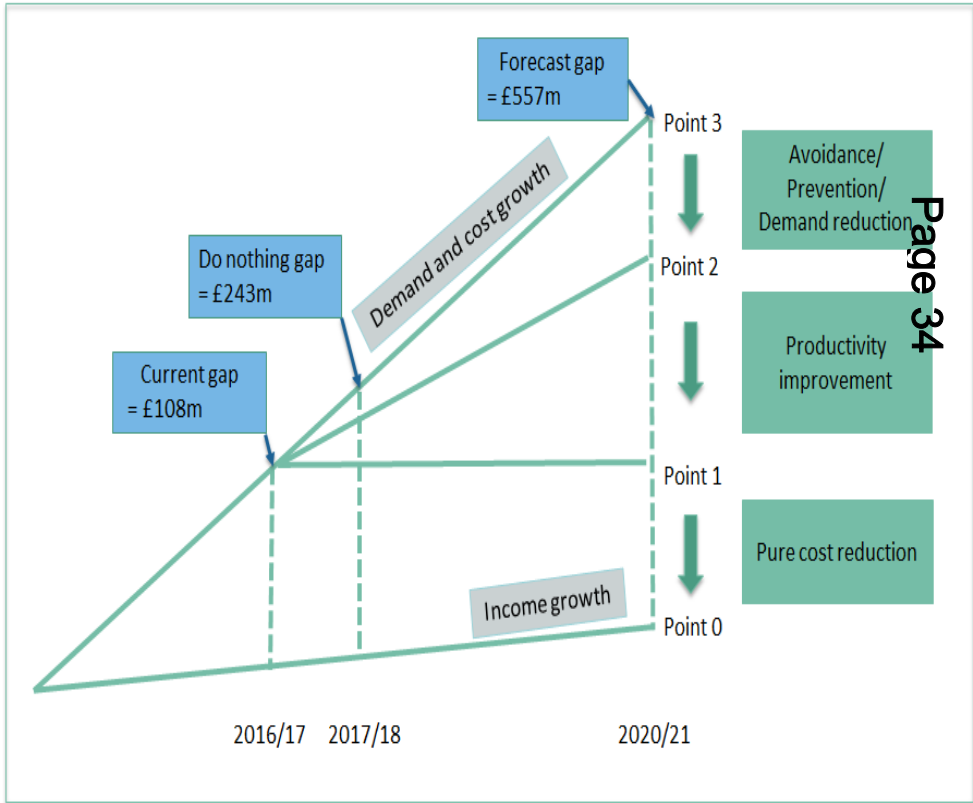 Forecast gap
= £557m
Point 3
Avoidance/
Prevention/
Demand reduction
Page 34
Demand and cost growth
Do nothing gap
= £243m
Point 2
Productivity
improvement
Current gap
= £108m
Point 1
Pure cost reduction
Income growth
Point 0
2016/17
2017/18
2020/21